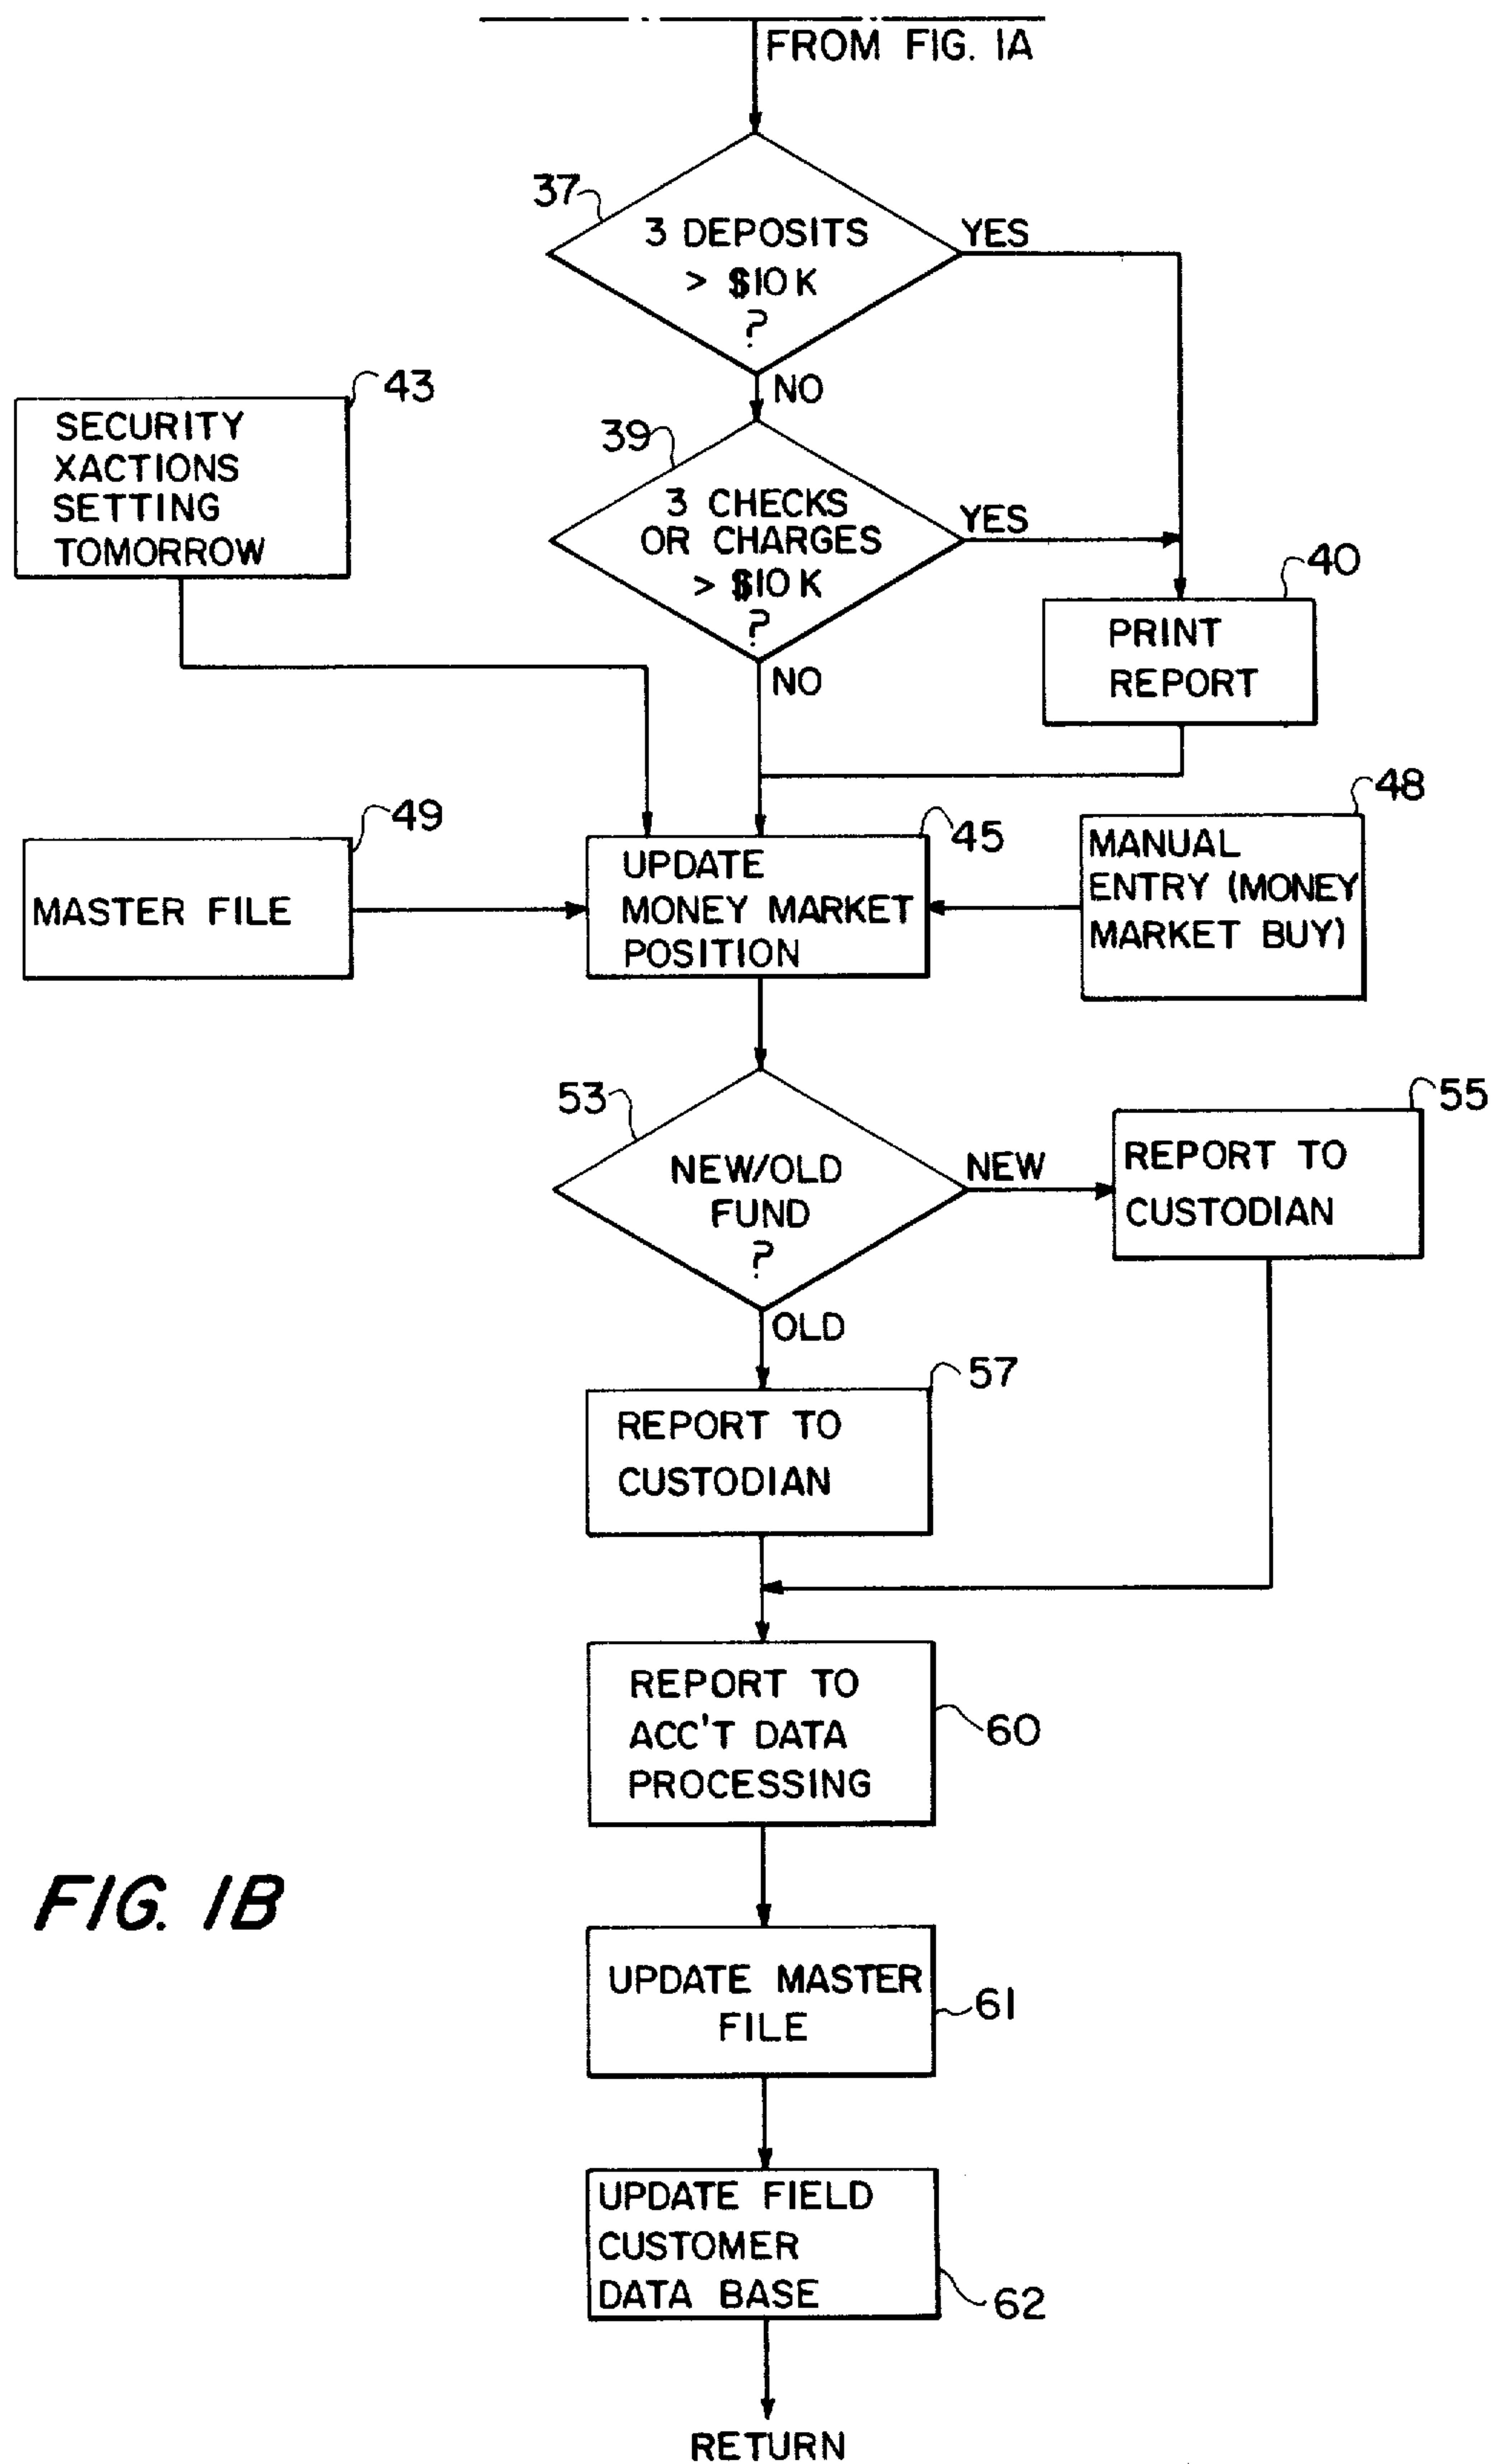 FROM FIG. 1A
37
3 DEPOSITS
> $10K
?
YES
NO
43
SECURITY
XACTIONS
SETTING
TOMORROW
39
3 CHECKS
OR CHARGES
> $10K
?
YES
NO
40
PRINT
REPORT
49
MASTER FILE
45
UPDATE
MONEY MARKET
POSITION
48
MANUAL
ENTRY (MONEY
MARKET BUY)
53
NEW/OLD
FUND
?
NEW
OLD
55
REPORT TO
CUSTODIAN
57
REPORT TO
CUSTODIAN
REPORT TO
ACC'T DATA
PROCESSING
60
FIG. 1B
UPDATE MASTER
FILE
61
UPDATE FIELD
CUSTOMER
DATA BASE
62
RETURN